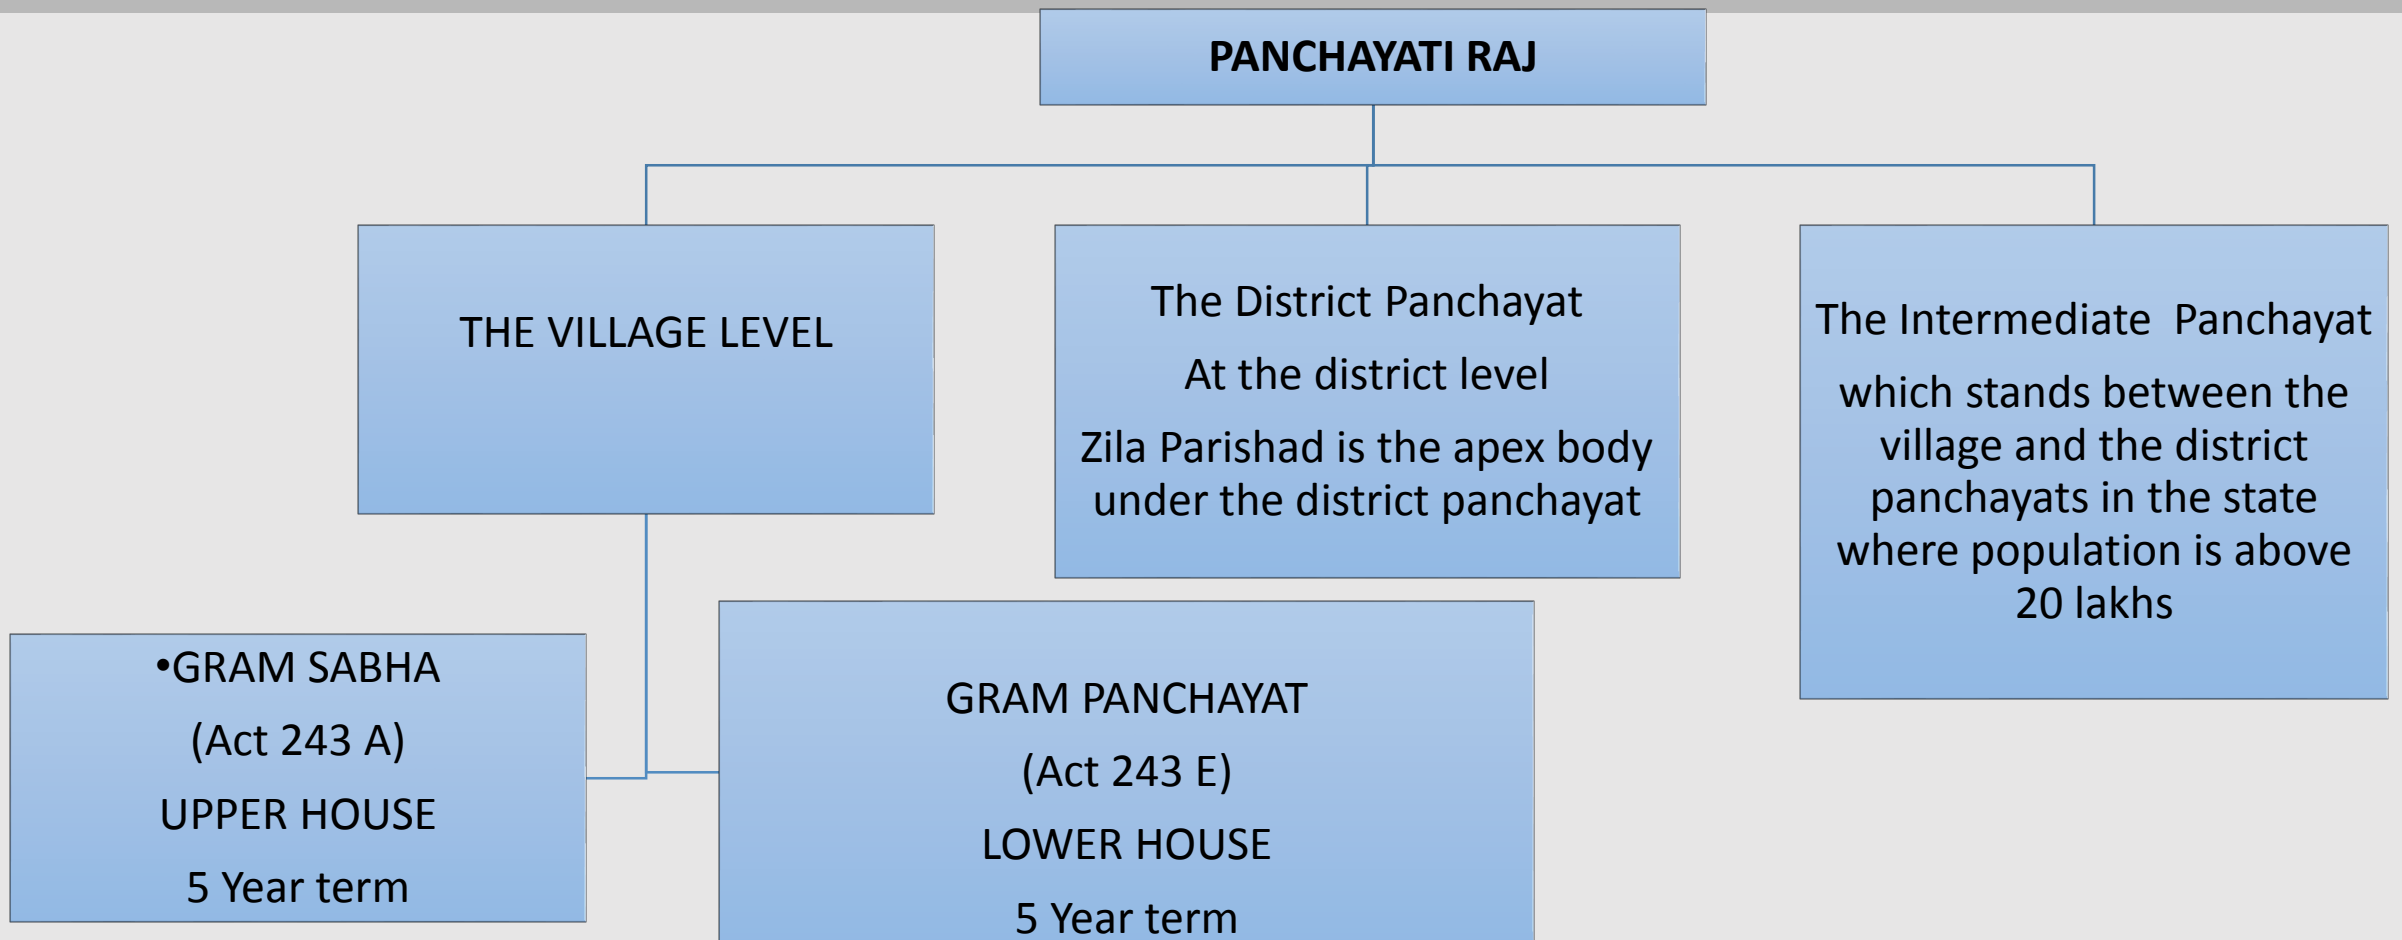 PANCHAYATI RAJ
THE VILLAGE LEVEL
The District Panchayat
At the district level
Zila Parishad is the apex body
under the district panchayat
The Intermediate  Panchayat
which stands between the
village and the district
panchayats in the state
where population is above
20 lakhs
•GRAM SABHA
(Act 243 A)
UPPER HOUSE
5 Year term
GRAM PANCHAYAT
(Act 243 E)
LOWER HOUSE
5 Year term